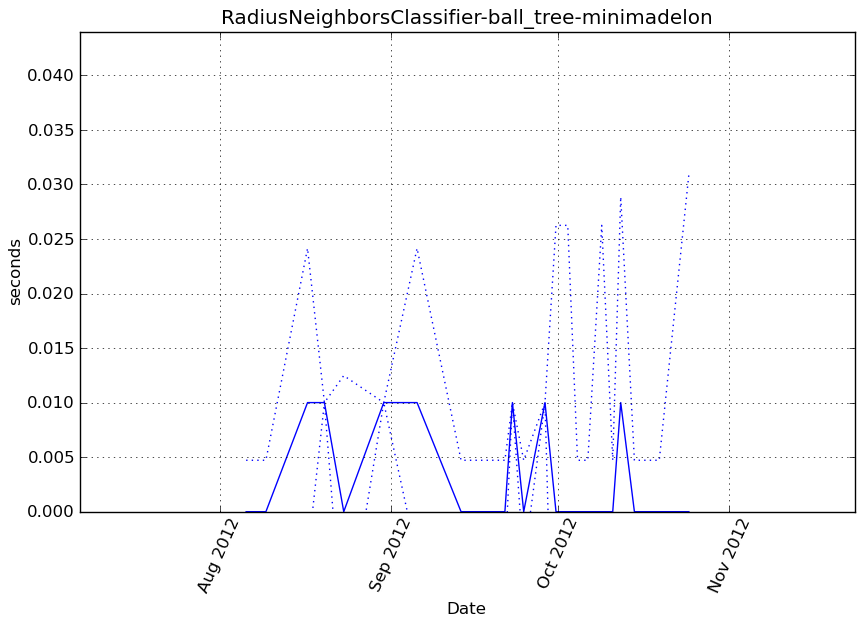 RadiusNeighborsClassifier-ball_tree-minimadelon
0.040
0.035
0.030
0.025
0.020
0.015
0.010
0.005
0.000
seconds
Aug 2012
Sep 2012
Oct 2012
Nov 2012
Date